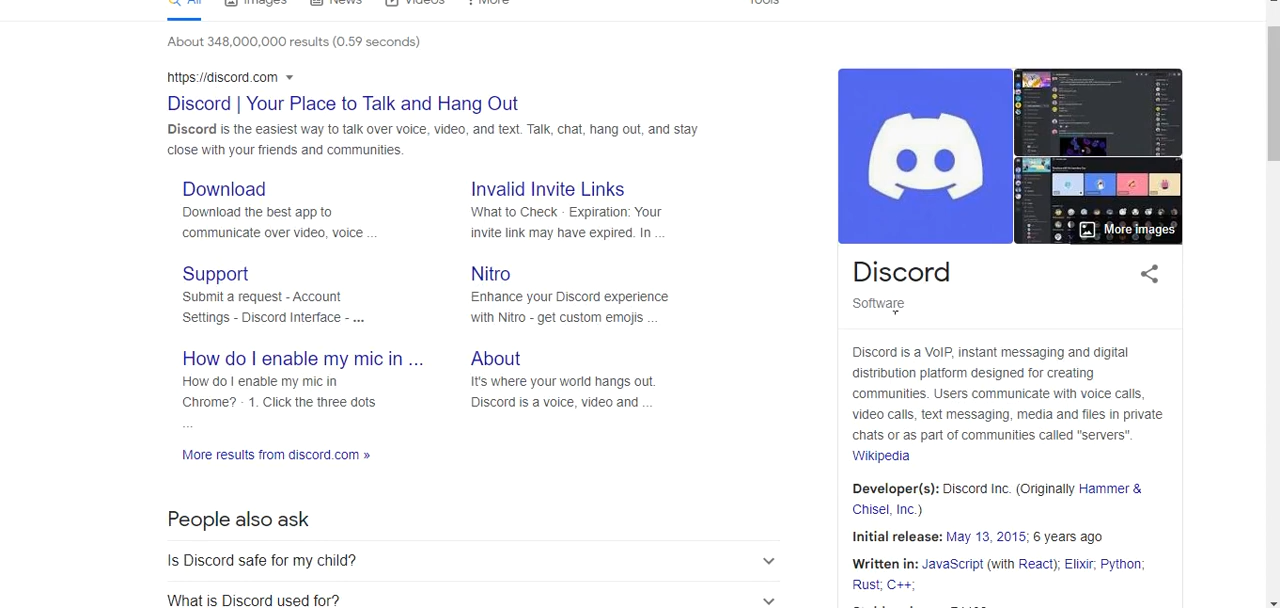 All Images News Videos More Tools
About 348,000,000 results (0.59 seconds)
https://discord.com
Discord | Your Place to Talk and Hang Out
Discord is the easiest way to talk over voice, video, and text. Talk, chat, hang out, and stay
close with your friends and communities.
Download
Download the best app to
communicate over video, voice ...
Invalid Invite Links
What to Check · Expiration: Your
invite link may have expired. In ...
Support
Submit a request - Account
Settings - Discord Interface - ...
Nitro
Enhance your Discord experience
with Nitro - get custom emojis ...
How do I enable my mic in ...
How do I enable my mic in
Chrome? · 1. Click the three dots
...
About
It's where your world hangs out.
Discord is a voice, video and ...
More results from discord.com »
People also ask
Is Discord safe for my child?
What is Discord used for?
More images
Discord
Software
Discord is a VoIP, instant messaging and digital
distribution platform designed for creating
communities. Users communicate with voice calls,
video calls, text messaging, media and files in private
chats or as part of communities called "servers".
Wikipedia
Developer(s): Discord Inc. (Originally Hammer &
Chisel, Inc.)
Initial release: May 13, 2015; 6 years ago
Written in: JavaScript (with React); Elixir; Python;
Rust; C++;